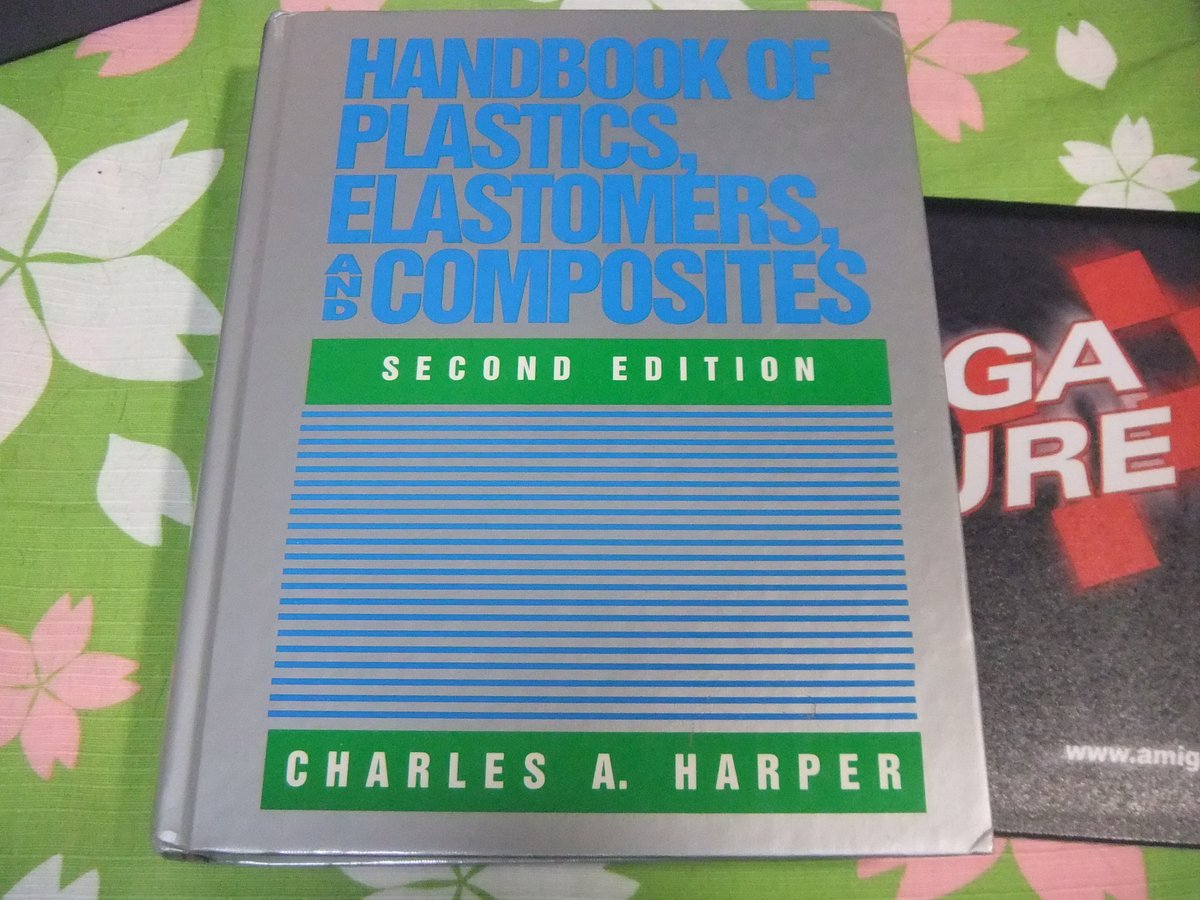 HANDBOOK OF
PLASTICS,
ELASTOMERS,
AND COMPOSITES
SECOND EDITION
CHARLES A. HARPER
GA
URE
www.amig